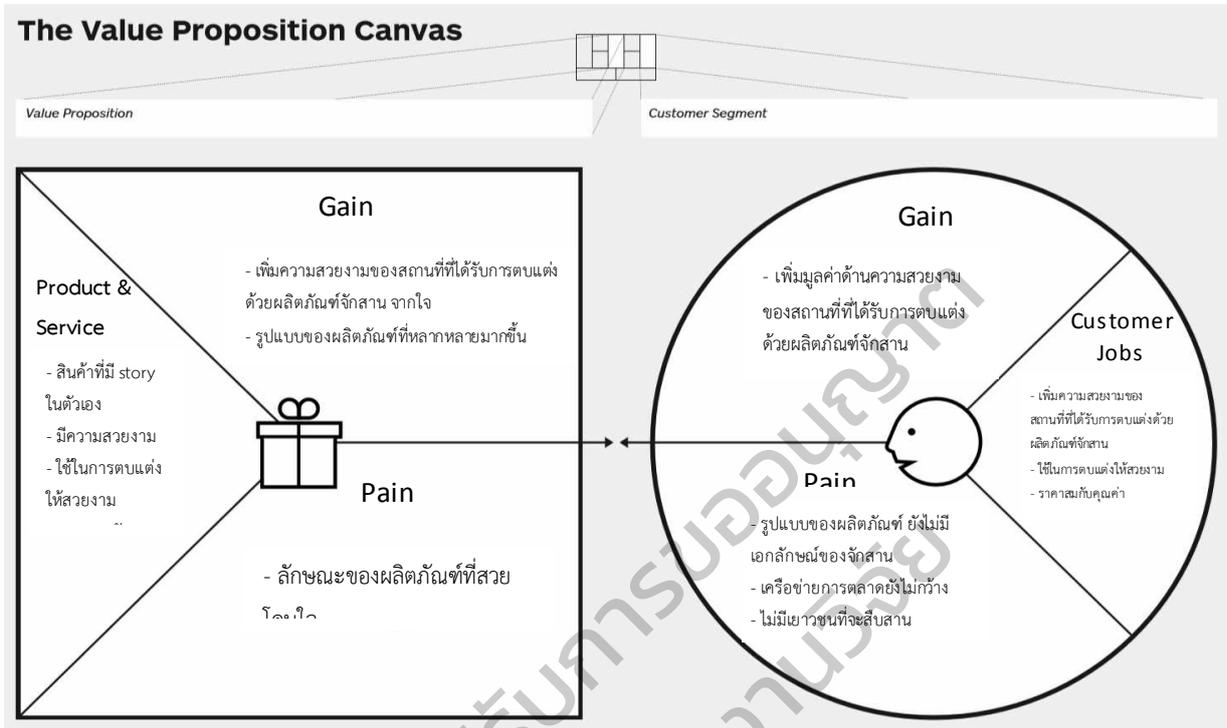 The Value Proposition Canvas
Value Proposition
Customer Segment
Gain
- เพิ่มความสวยงามของสถานที่ที่ได้รับการตบแต่ง
ด้วยผลิตภัณฑ์จักสาน จากใจ
- รูปแบบของผลิตภัณฑ์ที่หลากหลายมากขึ้น
Product &
Service
- สินค้าที่มี story
ในตัวเอง
- มีความสวยงาม
- ใช้ในการตบแต่ง
ให้สวยงาม
Pain
- ลักษณะของผลิตภัณฑ์ที่สวย
Gain
- เพิ่มมูลค่าด้านความสวยงาม
ของสถานที่ที่ได้รับการตบแต่ง
ด้วยผลิตภัณฑ์จักสาน
Customer
Jobs
- เพิ่มความสวยงามของ
สถานที่ที่ได้รับการตบแต่งด้วย
ผลิตภัณฑ์จักสาน
- ใช้ในการตบแต่งให้สวยงาม
- ราคาสมกับคุณค่า
Pain
- รูปแบบของผลิตภัณฑ์ ยังไม่มี
เอกลักษณ์ของจักสาน
- เครือข่ายการตลาดยังไม่กว้าง
- ไม่มีเยาวชนที่จะสืบสาน